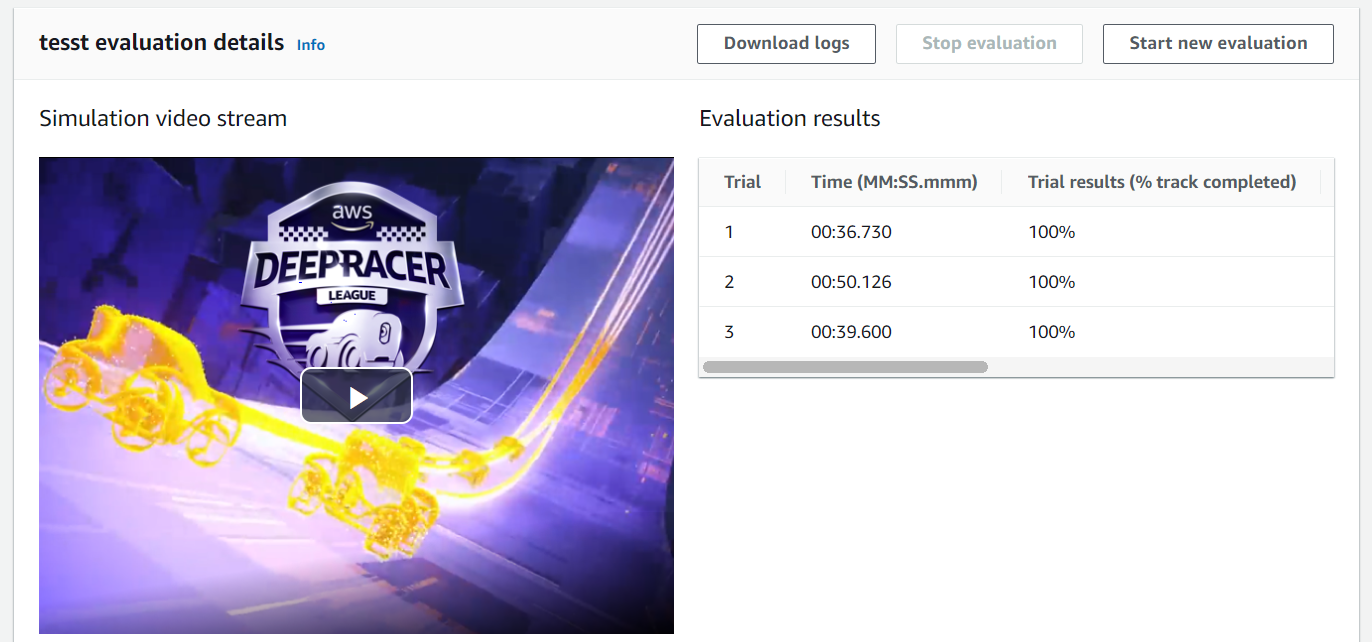 tesst evaluation details Info
Download logs
Stop evaluation
Start new evaluation
Simulation video stream
aws
DEEPRACER
LEAGUE
Evaluation results
Trial Time (MM:SS.mmm) Trial results (% track completed)
1 00:36.730 100%
2 00:50.126 100%
3 00:39.600 100%